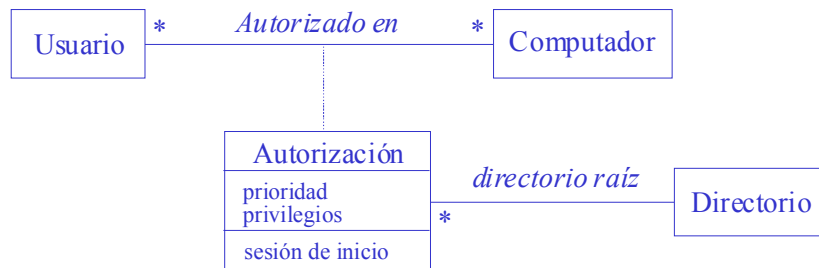 * Autorizado en *
Usuario Computador
Autorización
prioridad
privilegios
sesión de inicio
directorio raíz
*
Directorio